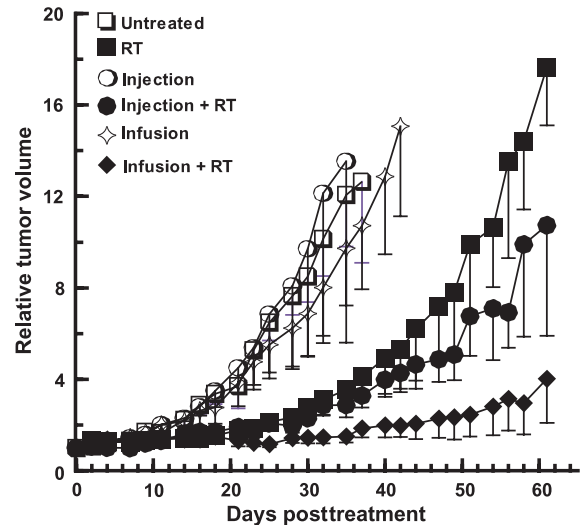 Untreated
RT
Injection
Injection + RT
Infusion
Infusion + RT
Relative tumor volume
20
16
12
8
4
0
0 10 20 30 40 50 60
Days posttreatment